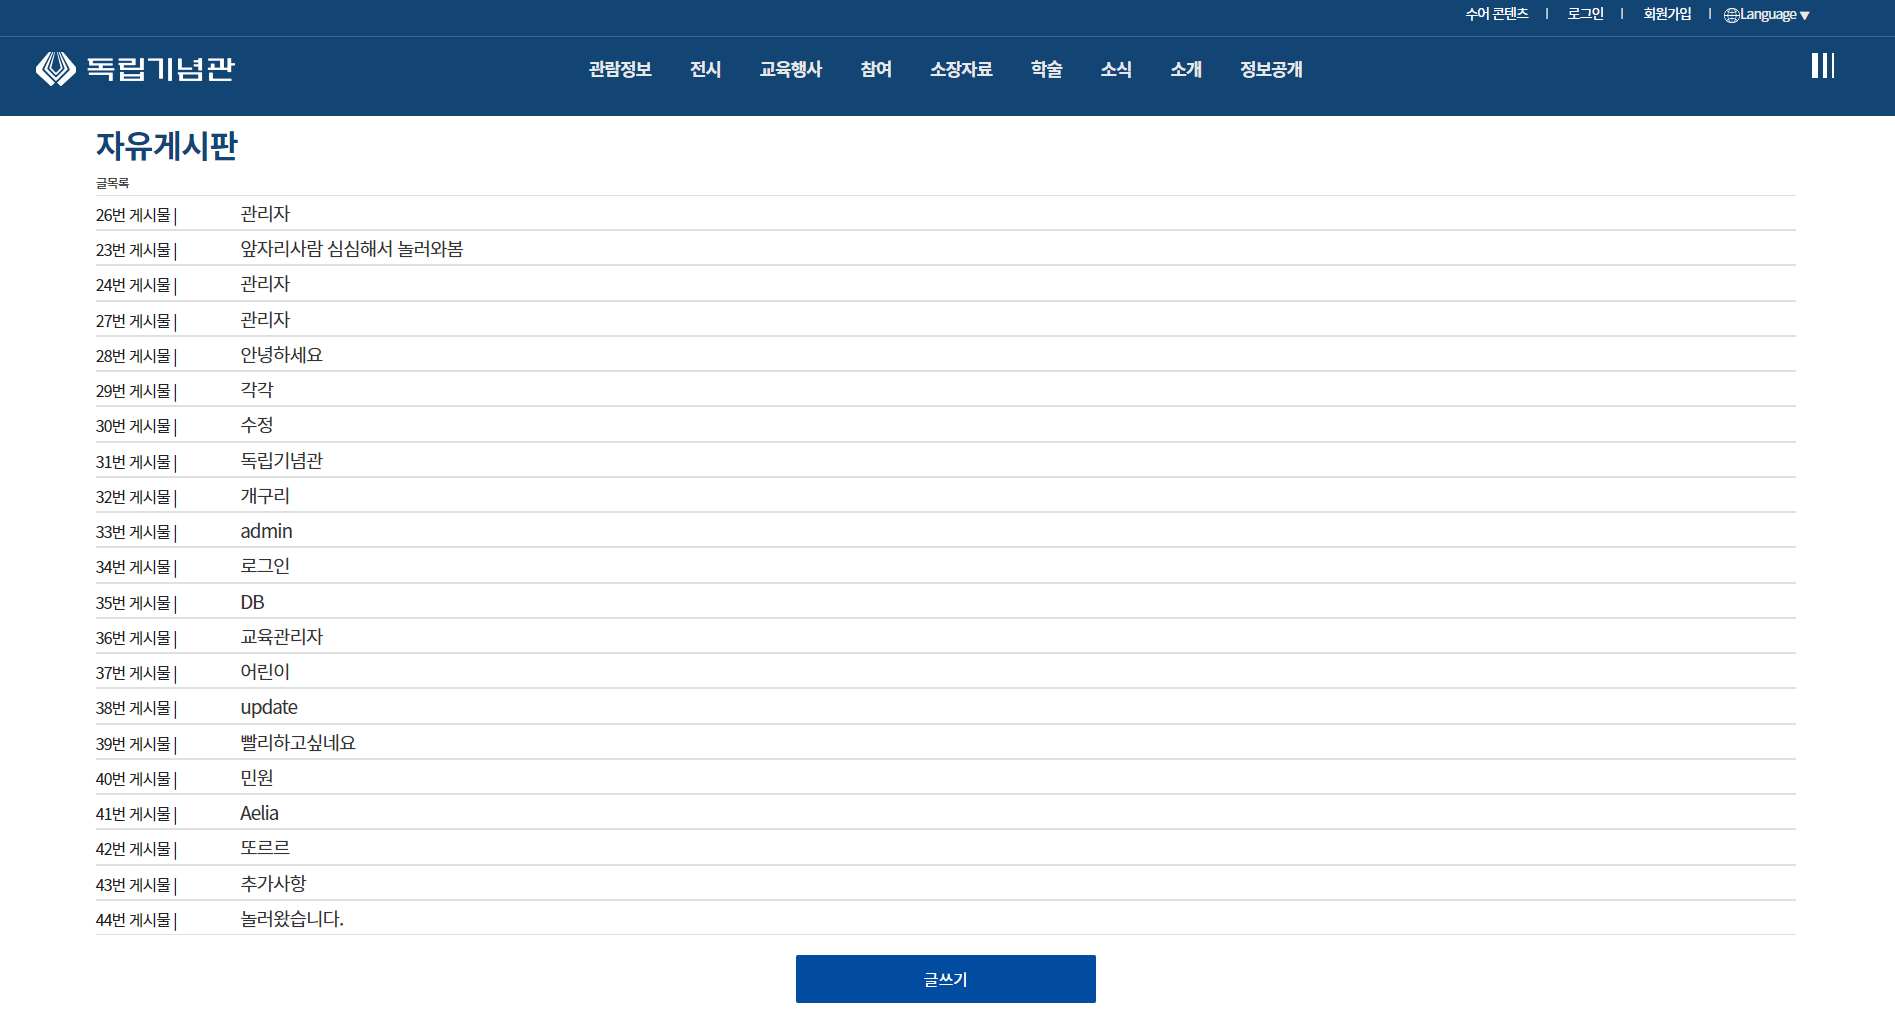 수어 콘텐츠 | 로그인 | 회원가입 | Language ▼
독립기념관
관람정보 전시 교육행사 참여 소장자료 학술 소식 소개 정보공개
자유게시판
글목록
26번 게시물 | 관리자
23번 게시물 | 앞자리사람 심심해서 놀러와봄
24번 게시물 | 관리자
27번 게시물 | 관리자
28번 게시물 | 안녕하세요
29번 게시물 | 각각
30번 게시물 | 수정
31번 게시물 | 독립기념관
32번 게시물 | 개구리
33번 게시물 | admin
34번 게시물 | 로그인
35번 게시물 | DB
36번 게시물 | 교육관리자
37번 게시물 | 어린이
38번 게시물 | update
39번 게시물 | 빨리하고싶네요
40번 게시물 | 민원
41번 게시물 | Aelia
42번 게시물 | 또르르
43번 게시물 | 추가사항
44번 게시물 | 놀러왔습니다.
글쓰기